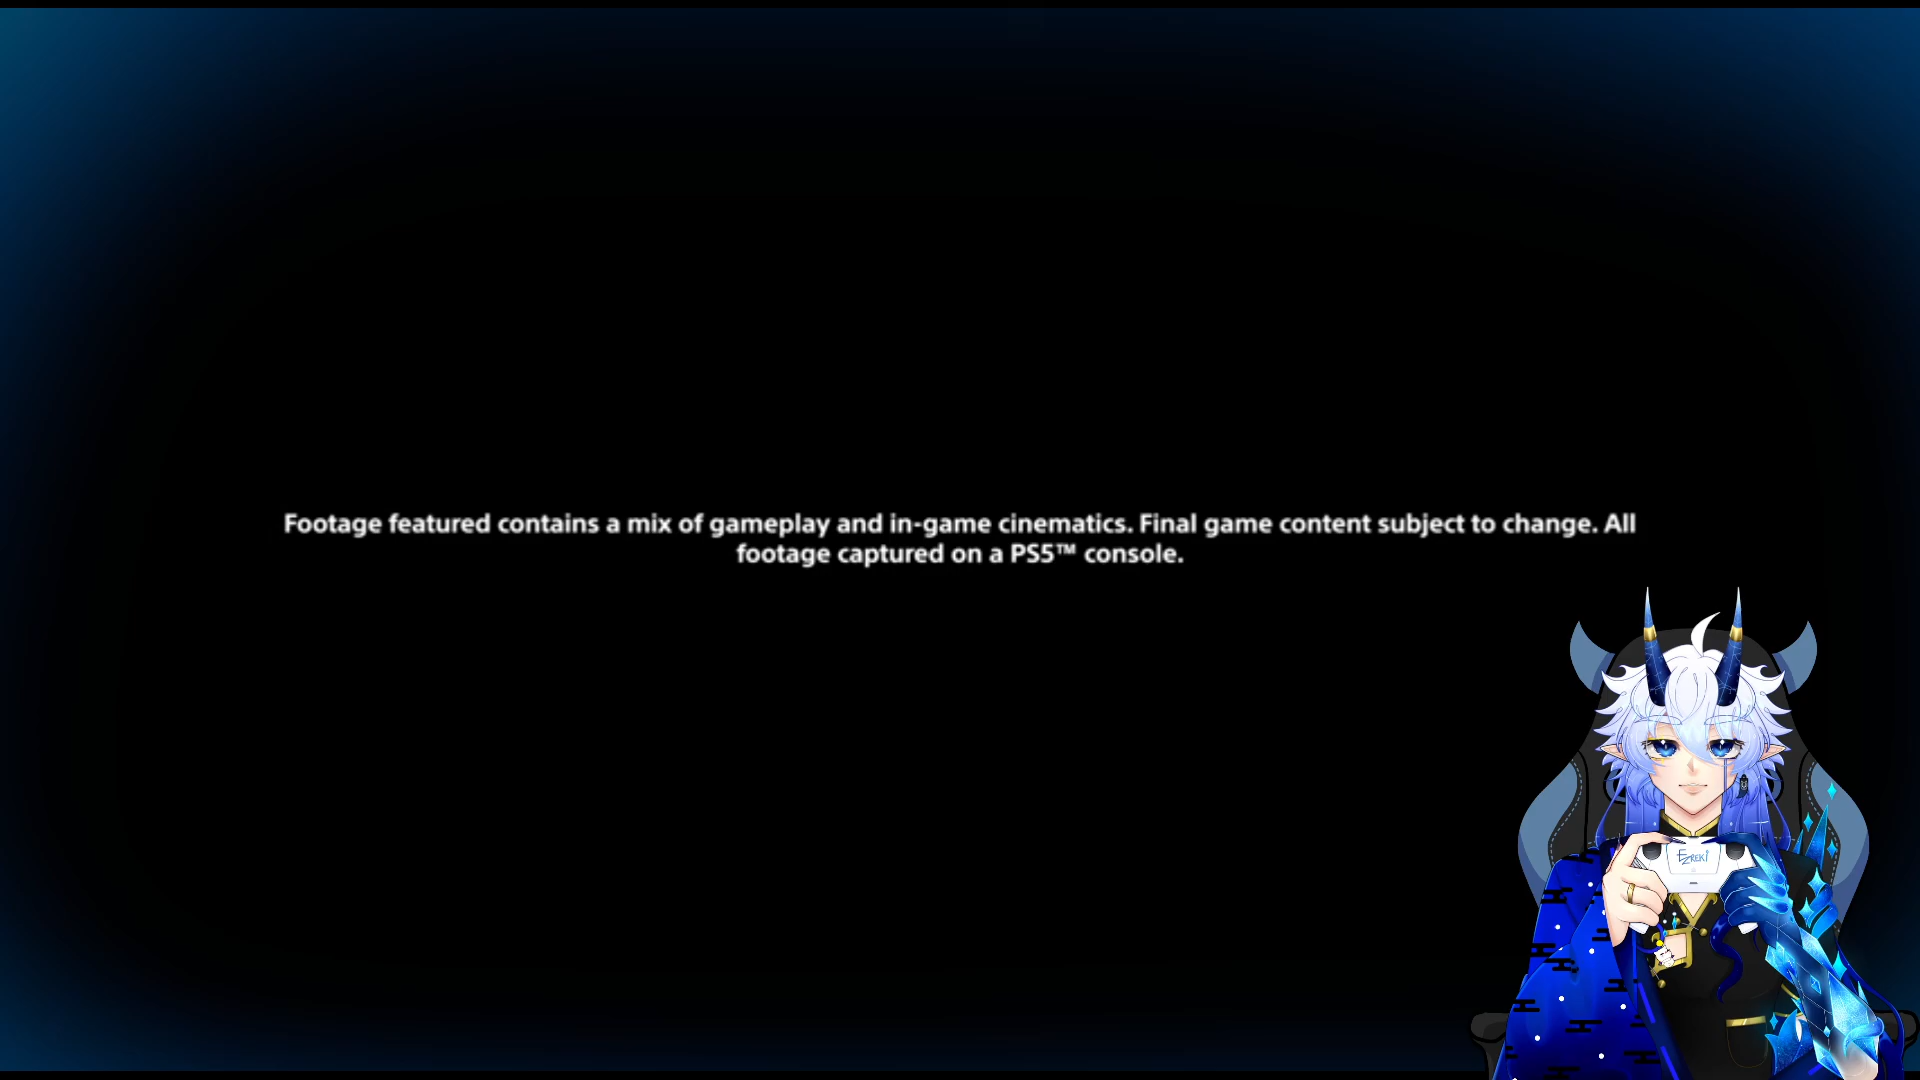 Footage featured contains a mix of gameplay and in-game cinematics. Final game content subject to change. All
footage captured on a PS5™ console.
EZREKI